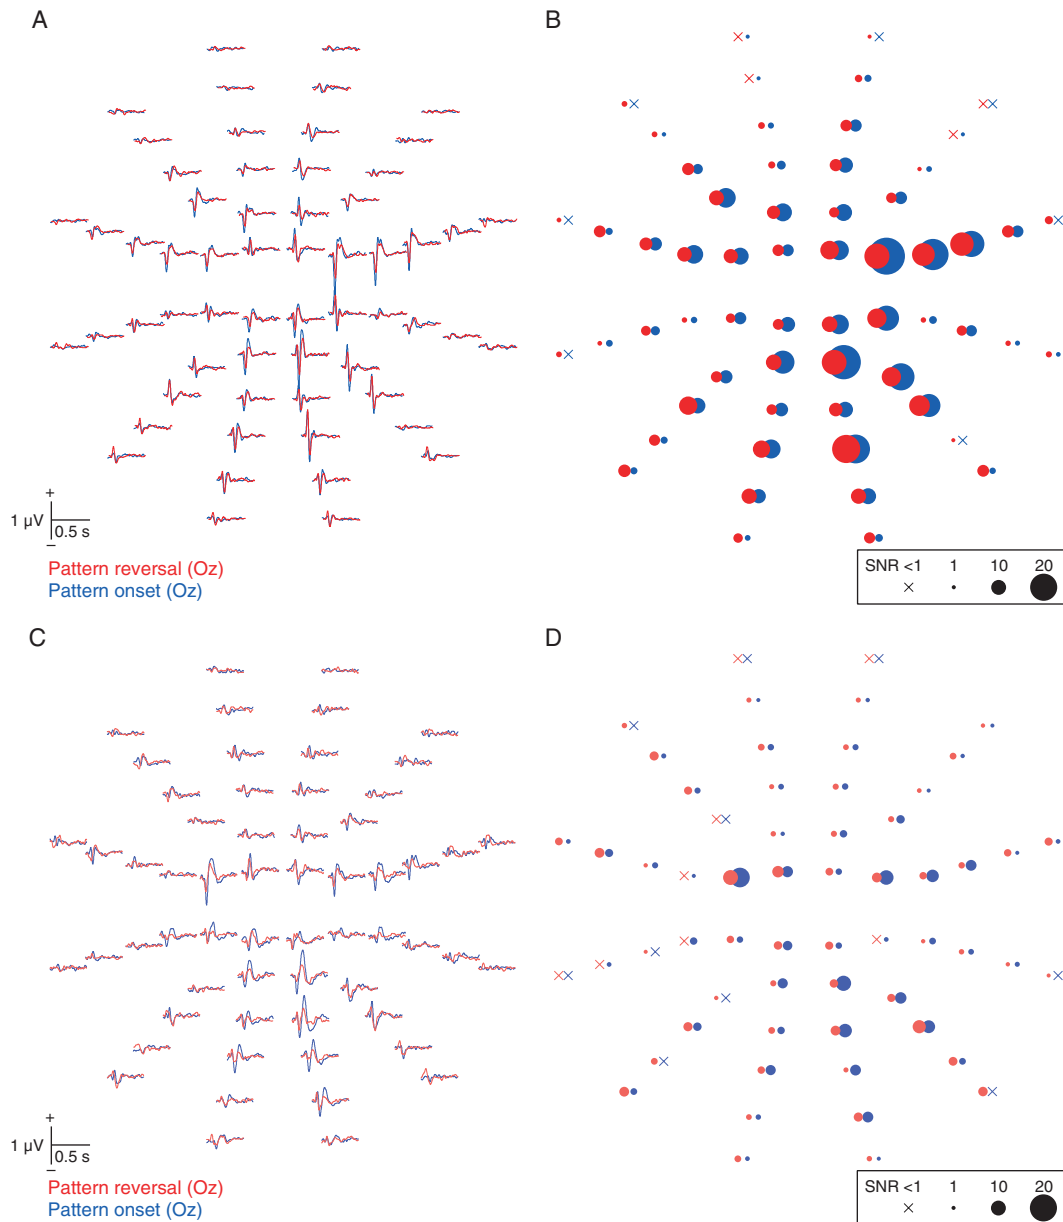 A
B
+
1 µV
0.5 s
–
Pattern reversal (Oz)
Pattern onset (Oz)
SNR <1 1 10 20
C
D
+
1 µV
0.5 s
–
Pattern reversal (Oz)
Pattern onset (Oz)
SNR <1 1 10 20